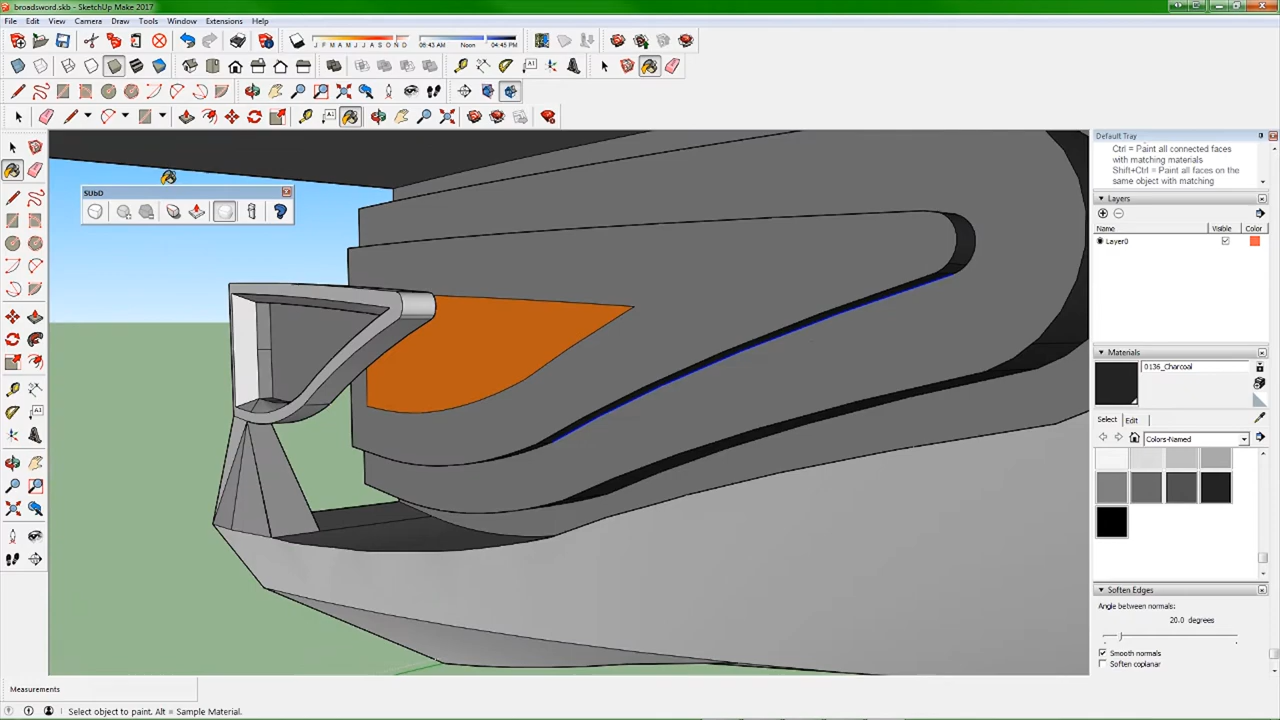 broadsword.skb - SketchUp Make 2017
File Edit View Camera Draw Tools Window Extensions Help
J F M A M J J A S O N D
06:43 AM Noon 04:45 PM
Default Tray
Ctrl = Paint all connected faces
with matching materials
Shift+Ctrl = Paint all faces on the
same object with matching
SUbD
Layers
Name Visible Color
Layer0
Materials
0136_Charcoal
Select Edit
Colors-Named
Soften Edges
Angle between normals:
20.0 degrees
Smooth normals
Soften coplanar
Measurements
Select object to paint. Alt = Sample Material.